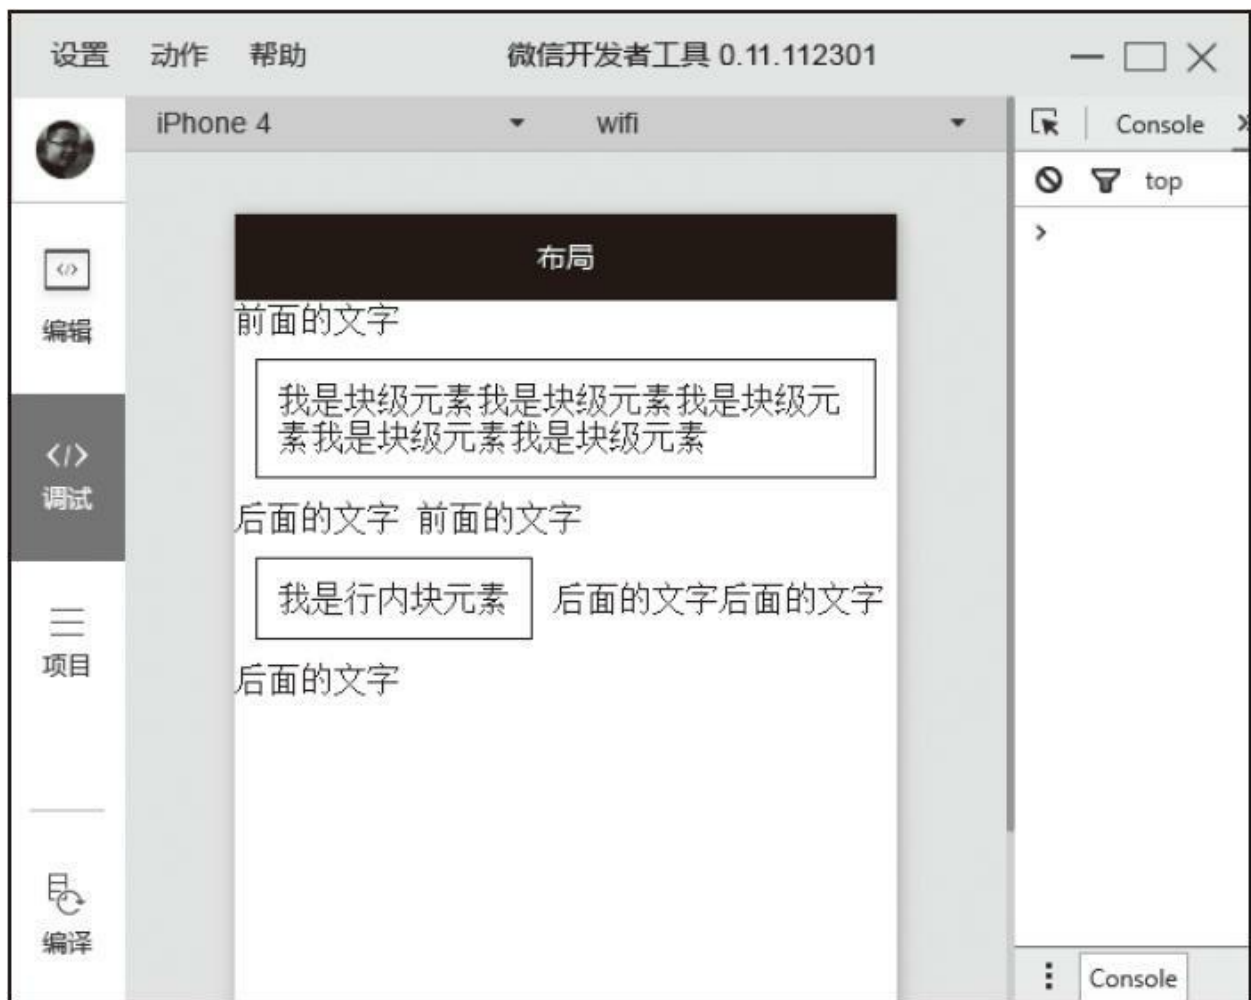 设置 动作 帮助 微信开发者工具 0.11.112301
iPhone 4 wifi
Console
top
编辑
调试
项目
编译
布局
前面的文字
我是块级元素我是块级元素我是块级元
素我是块级元素我是块级元素
后面的文字 前面的文字
我是行内块元素 后面的文字后面的文字
后面的文字
Console